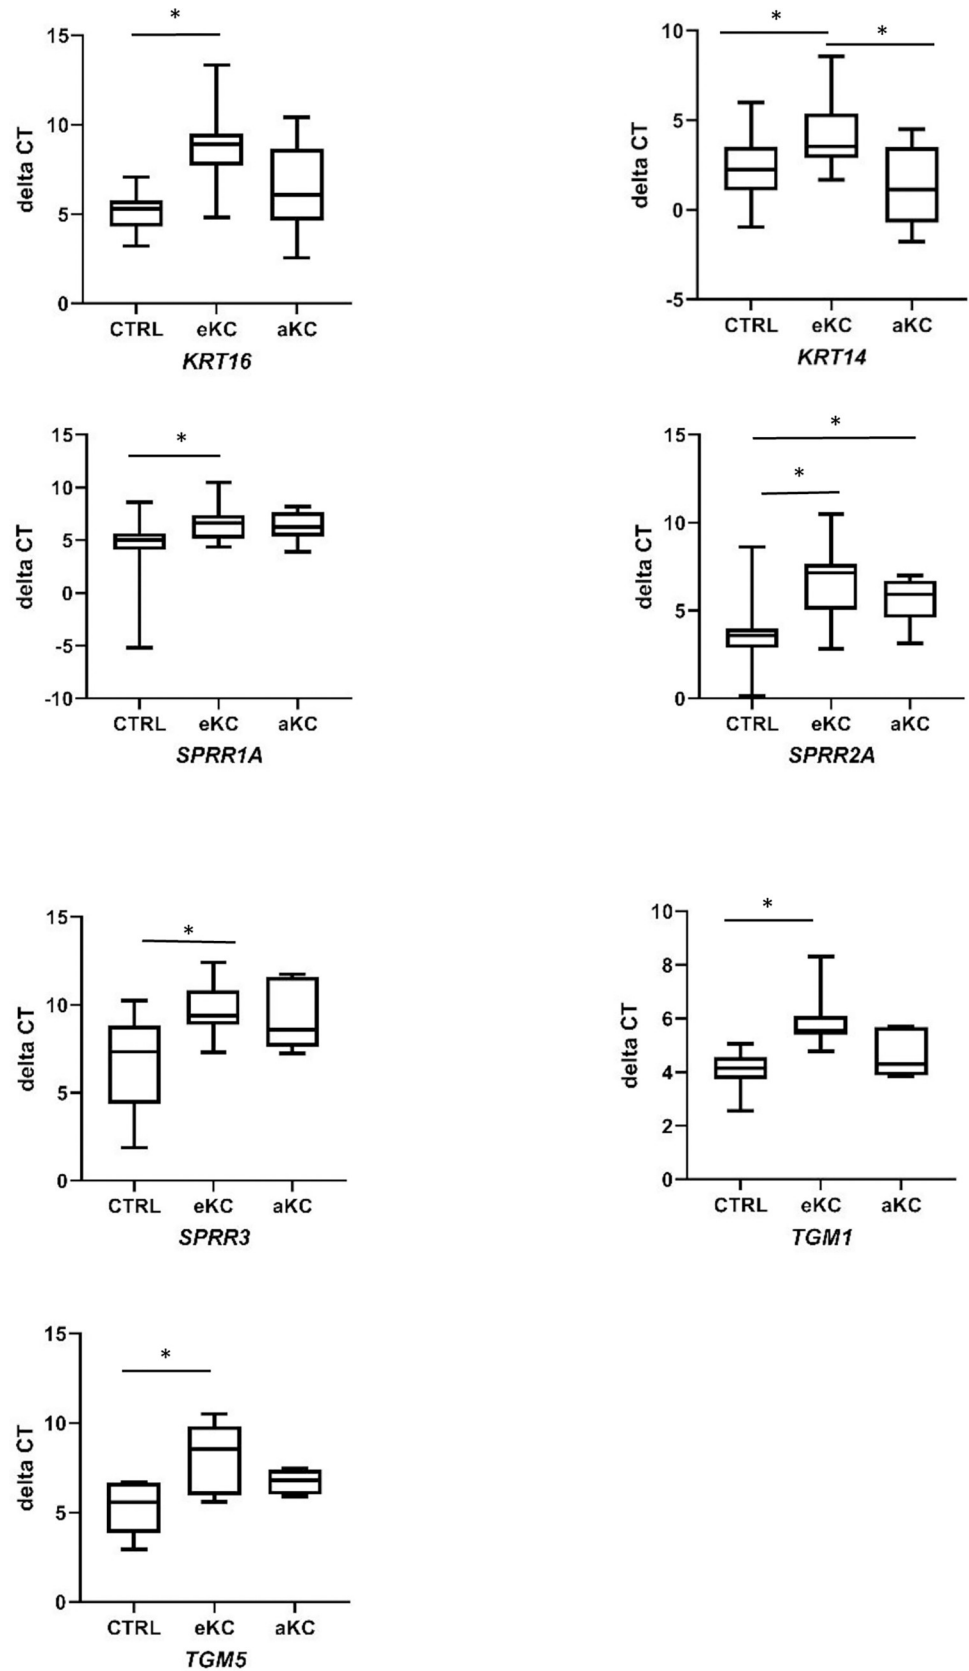 *
15
10
5
0
delta CT
CTRL eKC aKC
KRT16
* *
10
5
0
-5
delta CT
CTRL eKC aKC
KRT14
*
15
10
5
0
-5
-10
delta CT
CTRL eKC aKC
SPRR1A
*
*
15
10
5
0
delta CT
CTRL eKC aKC
SPRR2A
*
15
10
5
0
delta CT
CTRL eKC aKC
SPRR3
*
10
8
6
4
2
0
delta CT
CTRL eKC aKC
TGM1
*
15
10
5
0
delta CT
CTRL eKC aKC
TGM5